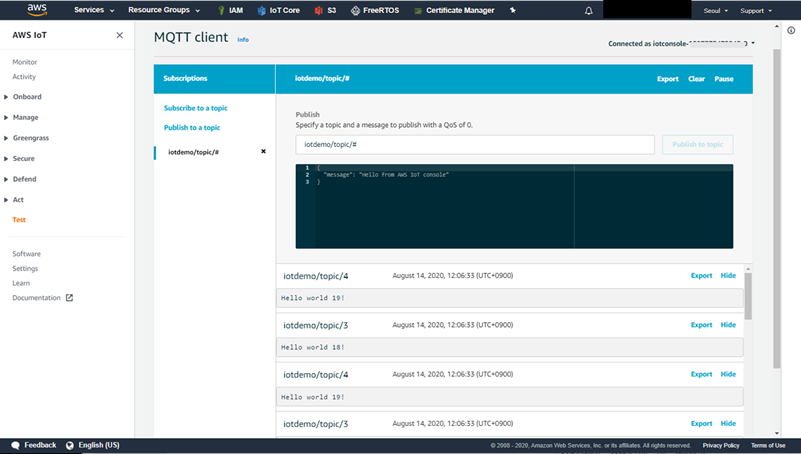 aws Services Resource Groups IAM IoT Core S3 FreeRTOS Certificate Manager Seoul Support
AWS IoT
Monitor
Activity
Onboard
Manage
Greengrass
Secure
Defend
Act
Test
Software
Settings
Learn
Documentation
MQTT client Info
Connected as iotconsole-
Subscriptions
Subscribe to a topic
Publish to a topic
iotdemo/topic/#
iotdemo/topic/# Export Clear Pause
Publish
Specify a topic and a message to publish with a QoS of 0.
iotdemo/topic/# Publish to topic
1 {
2 "message": "Hello from AWS IoT console"
3 }
iotdemo/topic/4 August 14, 2020, 12:06:33 (UTC+0900) Export Hide
Hello world 19!
iotdemo/topic/3 August 14, 2020, 12:06:33 (UTC+0900) Export Hide
Hello world 18!
iotdemo/topic/4 August 14, 2020, 12:06:33 (UTC+0900) Export Hide
Hello world 19!
iotdemo/topic/3 August 14, 2020, 12:06:33 (UTC+0900) Export Hide
Feedback English (US) © 2008 - 2020, Amazon Web Services, Inc. or its affiliates. All rights reserved. Privacy Policy Terms of Use